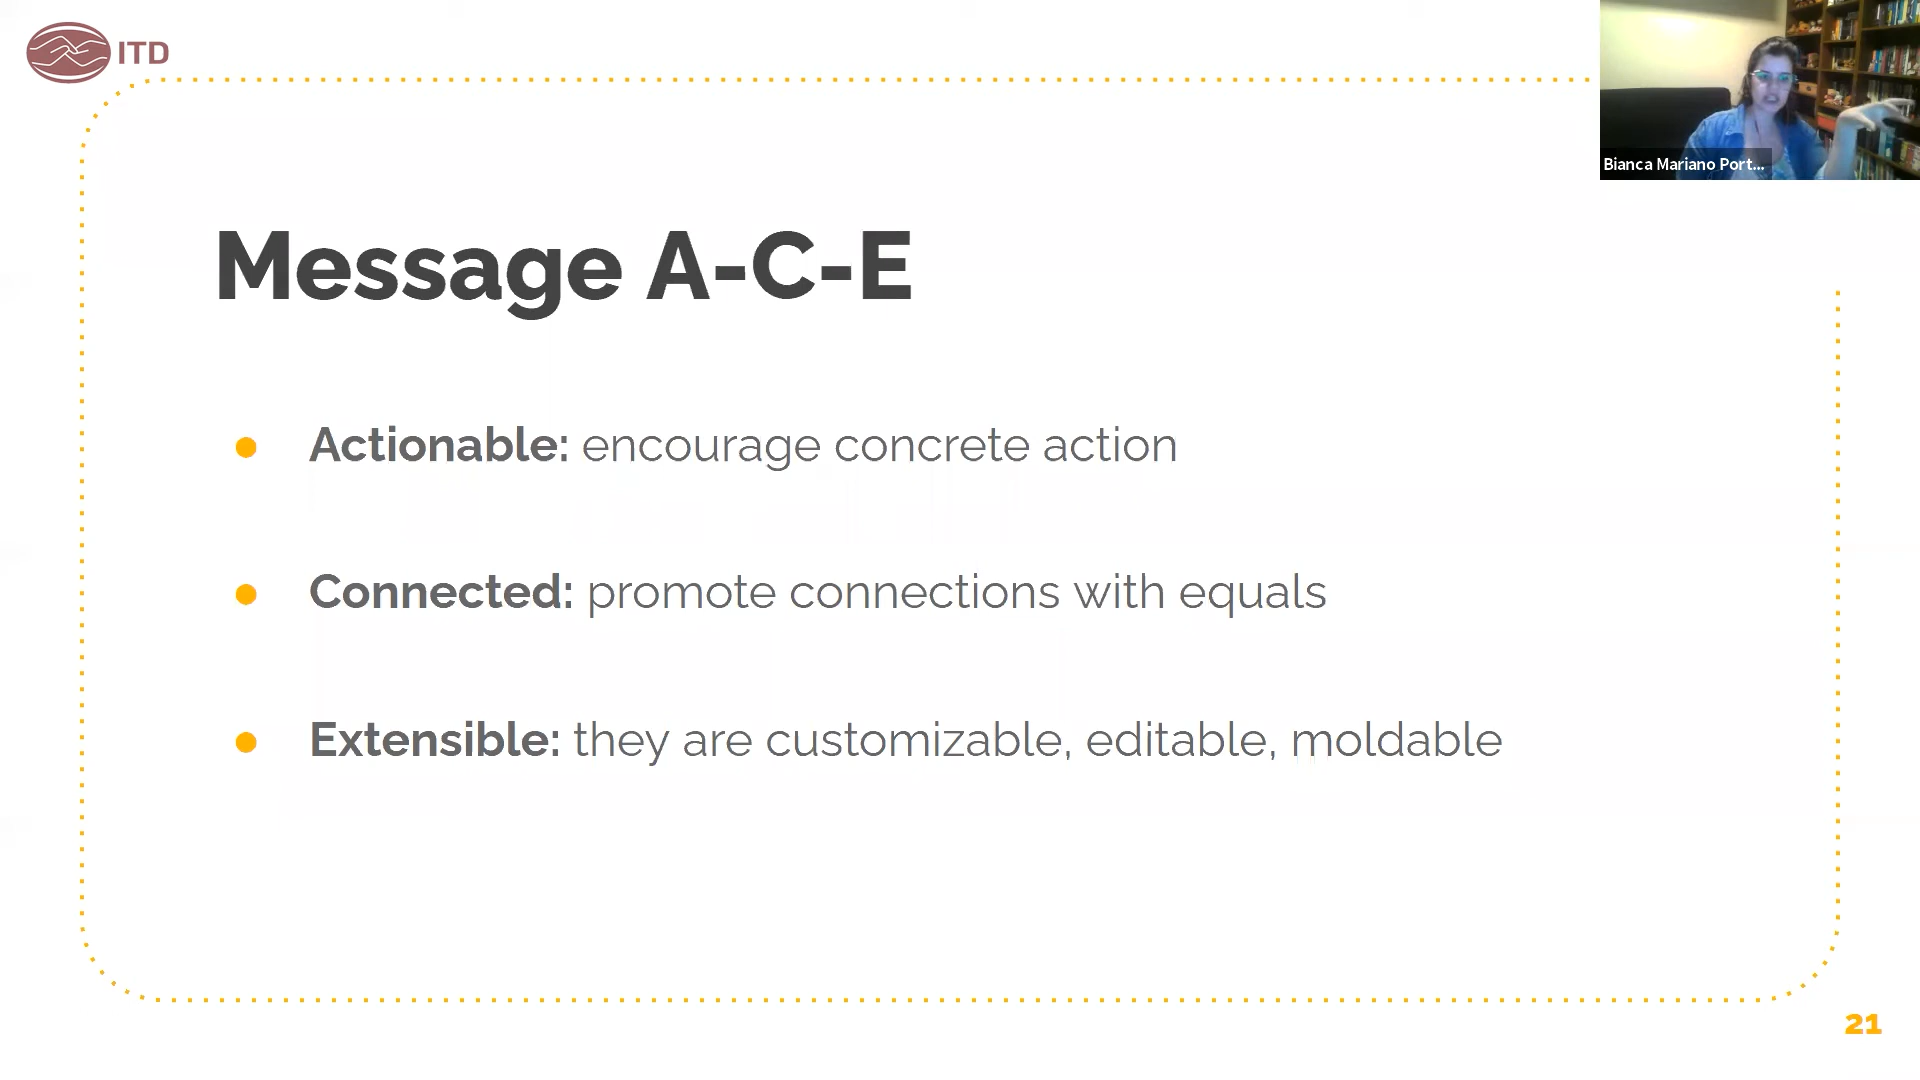 ITD
Bianca Mariano Port...
Message A-C-E
Actionable: encourage concrete action
Connected: promote connections with equals
Extensible: they are customizable, editable, moldable
21